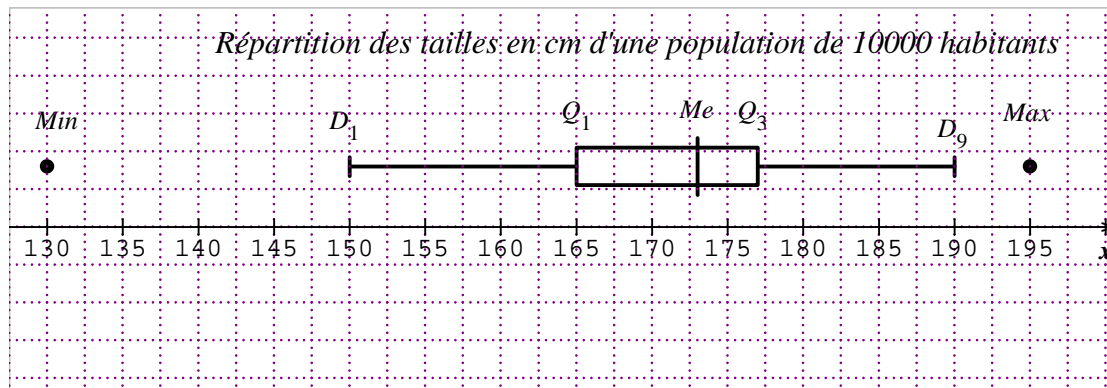 Répartition des tailles en cm d'une population de 10000 habitants
Min D1 Q1 Me Q3 D9 Max
130 135 140 145 150 155 160 165 170 175 180 185 190 195 x